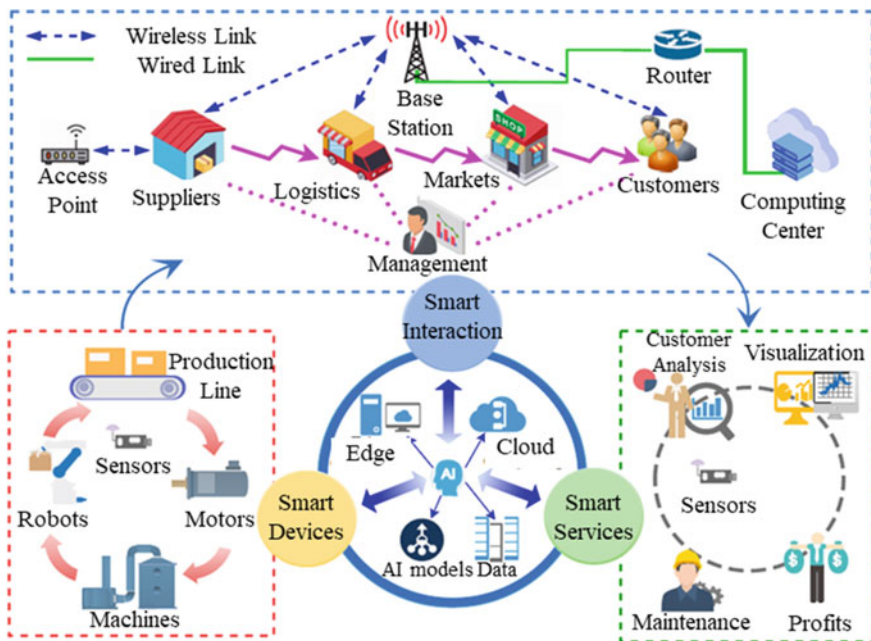 Wireless Link
Wired Link
Base
Station
Router
Access
Point
Suppliers
Logistics
SHOP
Markets
Customers
Computing
Center
Management
Smart
Interaction
Production
Line
Sensors
Robots
Motors
Machines
Edge
Cloud
AI
AI models
Data
Smart
Devices
Smart
Services
Customer
Analysis
Visualization
Sensors
Maintenance
$
$
Profits